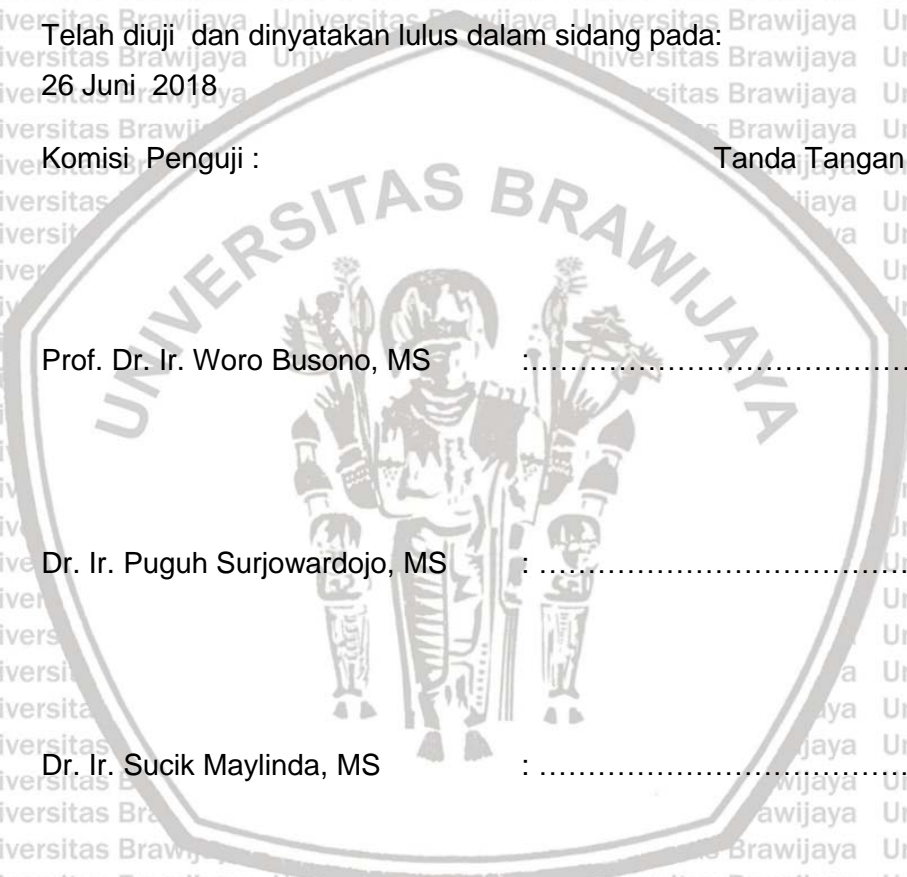 Telah diuji dan dinyatakan lulus dalam sidang pada:
26 Juni 2018
Komisi Penguji : Tanda Tangan
UNIVERSITAS BRAWIJAYA
Prof. Dr. Ir. Woro Busono, MS :……………………………………
Dr. Ir. Puguh Surjowardojo, MS : ……………………………………
Dr. Ir. Sucik Maylinda, MS : ……………………………………